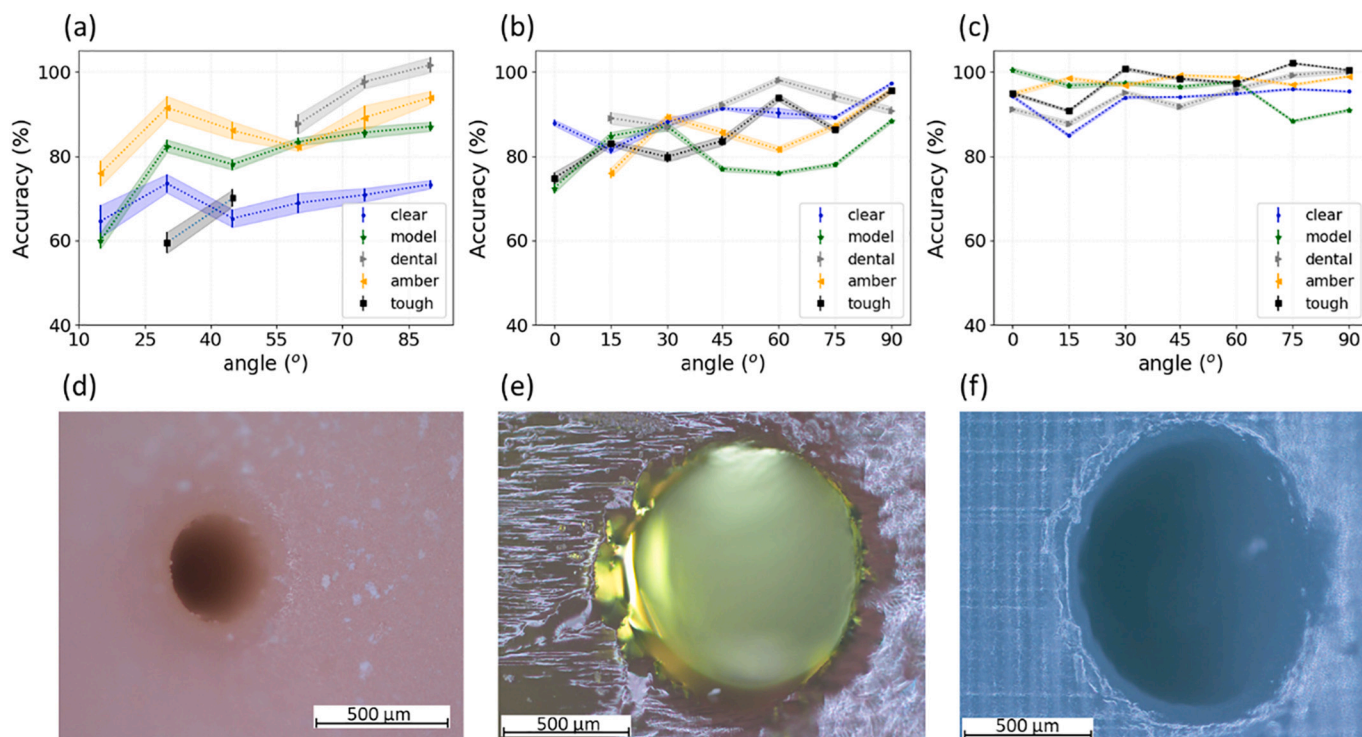 (a) (b) (c)
Accuracy (%)
100
80
60
40
10 25 40 55 70 85
angle (°)
clear
model
dental
amber
tough
Accuracy (%)
100
80
60
40
0 15 30 45 60 75 90
angle (°)
clear
model
dental
amber
tough
Accuracy (%)
100
80
60
40
0 15 30 45 60 75 90
angle (°)
clear
model
dental
amber
tough
(d) (e) (f)
500 µm
500 µm
500 µm